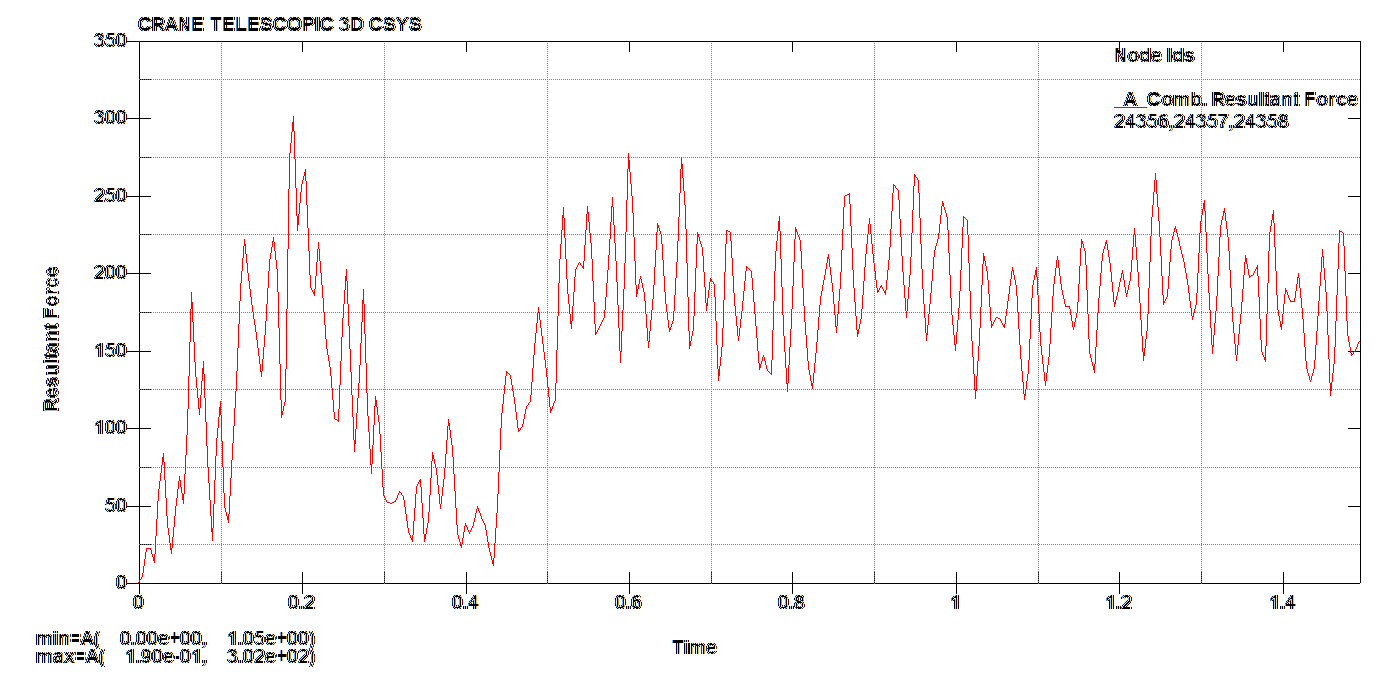 CRANE TELESCOPIC 3D CSYS
350
300
250
200
150
100
50
0
Resultant Force
Node Ids
_A_Comb. Resultant Force
24356,24357,24358
0 0.2 0.4 0.6 0.8 1 1.2 1.4
Time
min=A( 0.00e+00, 1.05e+00)
max=A( 1.90e-01, 3.02e+02)